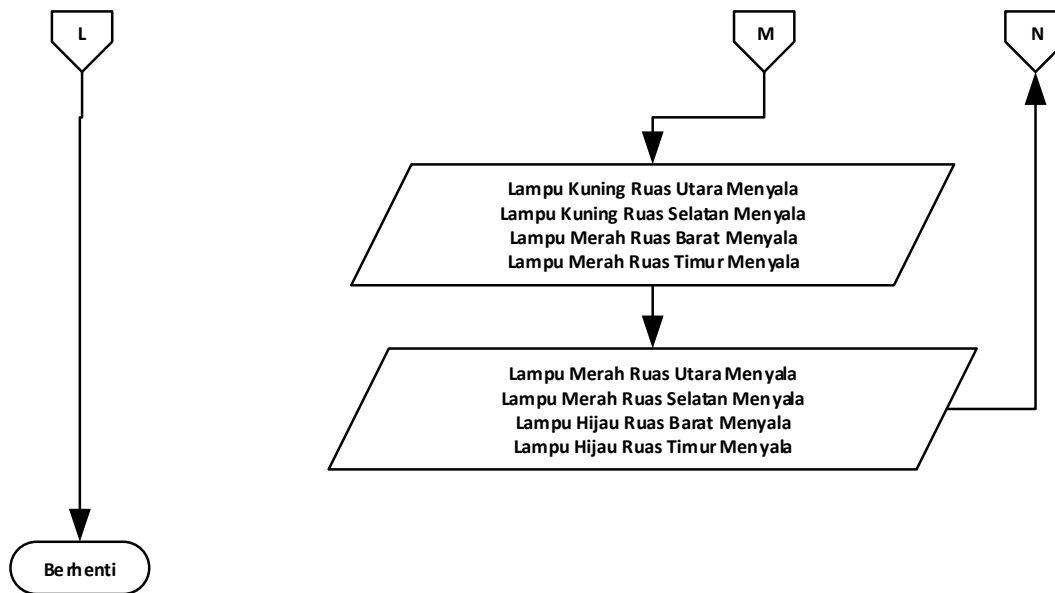 L
M
N
Lampu Kuning Ruas Utara Menyala
Lampu Kuning Ruas Selatan Menyala
Lampu Merah Ruas Barat Menyala
Lampu Merah Ruas Timur Menyala
Lampu Merah Ruas Utara Menyala
Lampu Merah Ruas Selatan Menyala
Lampu Hijau Ruas Barat Menyala
Lampu Hijau Ruas Timur Menyala
Berhenti